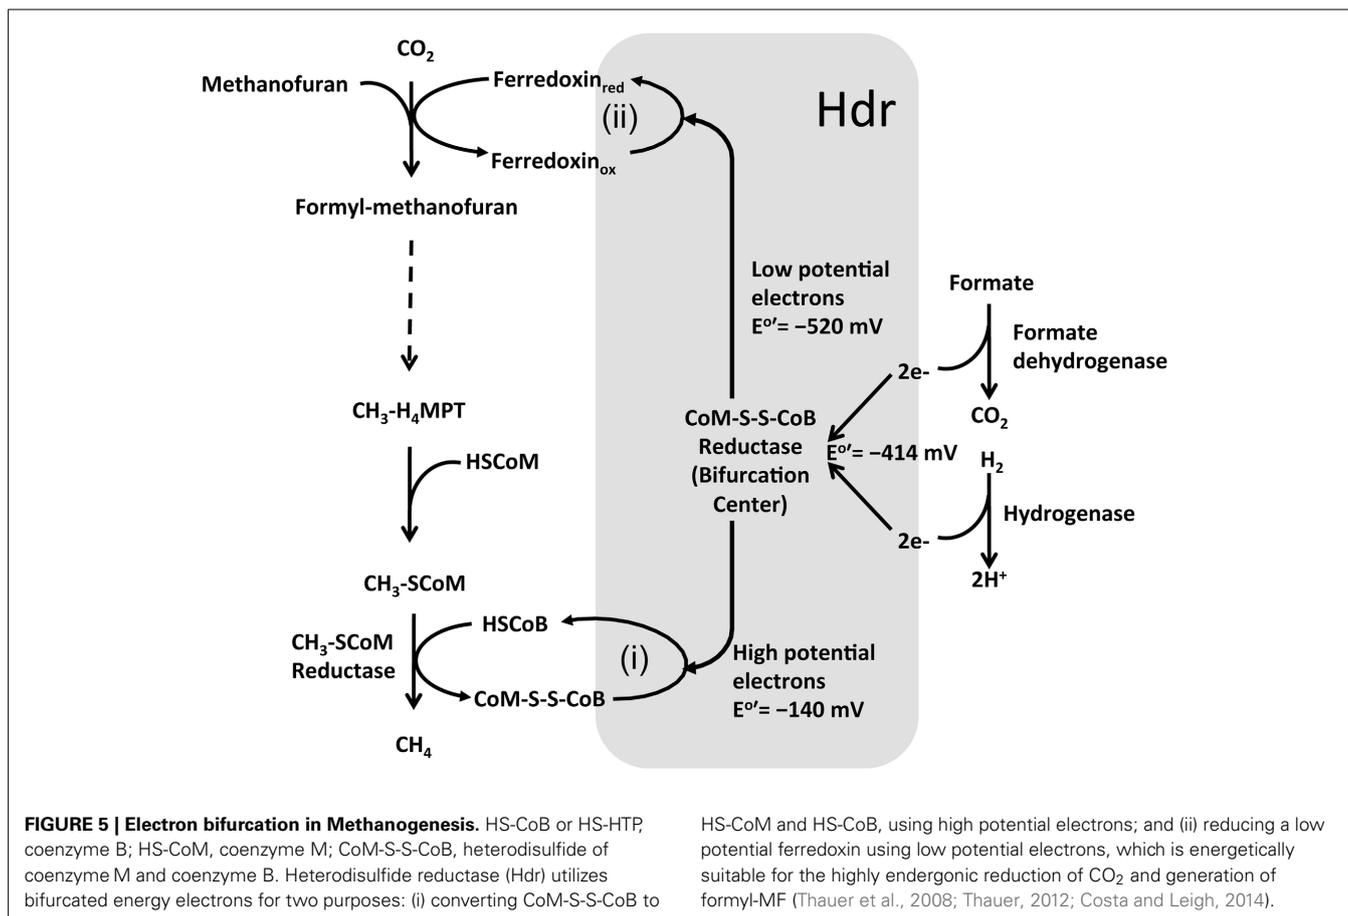 CO2
Methanofuran
Ferredoxinred
(ii)
Ferredoxinox
Hdr
Formyl-methanofuran
Low potential
electrons
Eo′= −520 mV
Formate
Formate
dehydrogenase
2e-
CO2
CH3-H4MPT
HSCoM
CoM-S-S-CoB
Reductase
(Bifurcation
Center)
Eo′= −414 mV
H2
Hydrogenase
2e-
2H+
CH3-SCoM
CH3-SCoM
Reductase
HSCoB
(i)
CoM-S-S-CoB
High potential
electrons
Eo′= −140 mV
CH4
FIGURE 5 | Electron bifurcation in Methanogenesis. HS-CoB or HS-HTP,
coenzyme B; HS-CoM, coenzyme M; CoM-S-S-CoB, heterodisulfide of
coenzyme M and coenzyme B. Heterodisulfide reductase (Hdr) utilizes
bifurcated energy electrons for two purposes: (i) converting CoM-S-S-CoB to
HS-CoM and HS-CoB, using high potential electrons; and (ii) reducing a low
potential ferredoxin using low potential electrons, which is energetically
suitable for the highly endergonic reduction of CO2 and generation of
formyl-MF (Thauer et al., 2008; Thauer, 2012; Costa and Leigh, 2014).